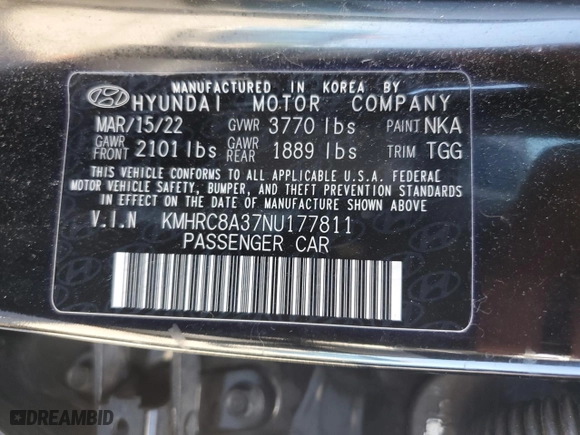 MANUFACTURED IN KOREA BY
HYUNDAI MOTOR COMPANY
MAR/15/22 GVWR 3770 lbs PAINT NKA
GAWR FRONT 2101 lbs GAWR REAR 1889 lbs TRIM TGG
THIS VEHICLE CONFORMS TO ALL APPLICABLE U.S.A. FEDERAL
MOTOR VEHICLE SAFETY, BUMPER, AND THEFT PREVENTION STANDARDS
IN EFFECT ON THE DATE OF MANUFACTURE SHOWN ABOVE.
V.I.N KMHRC8A37NU177811
PASSENGER CAR
DREAMBID